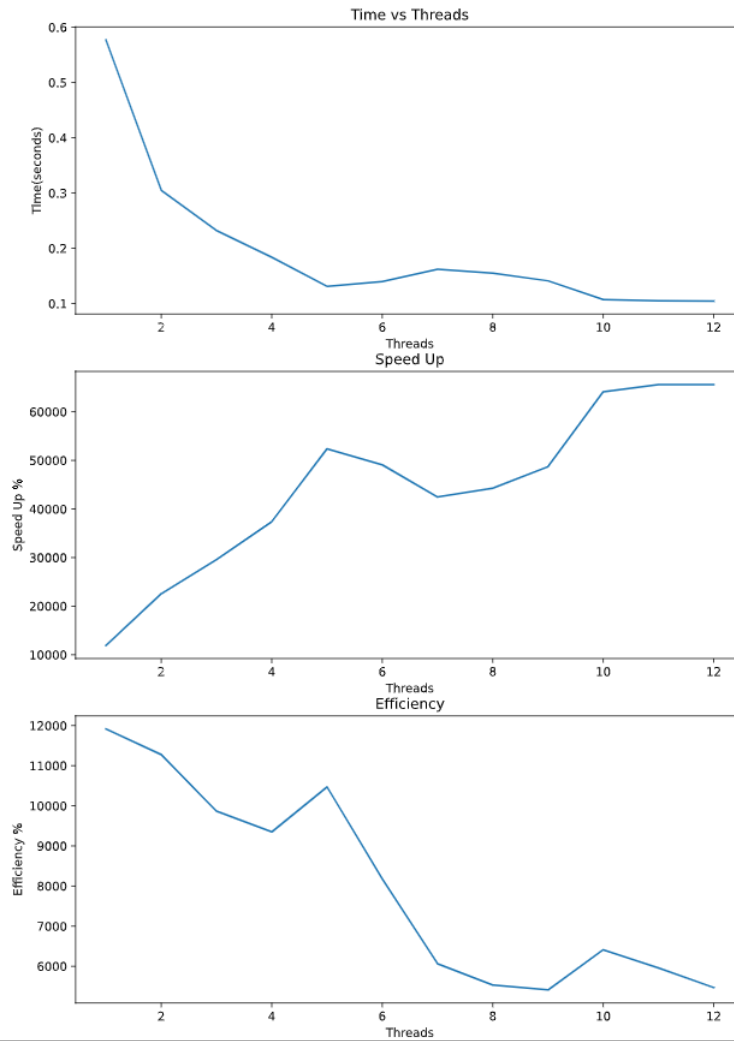 Time vs Threads
0.6
0.5
0.4
0.3
0.2
0.1
TIme(seconds)
2 4 6 8 10 12
Threads
Speed Up
60000
50000
40000
30000
20000
10000
Speed Up %
2 4 6 8 10 12
Threads
Efficiency
12000
11000
10000
9000
8000
7000
6000
Efficiency %
2 4 6 8 10 12
Threads